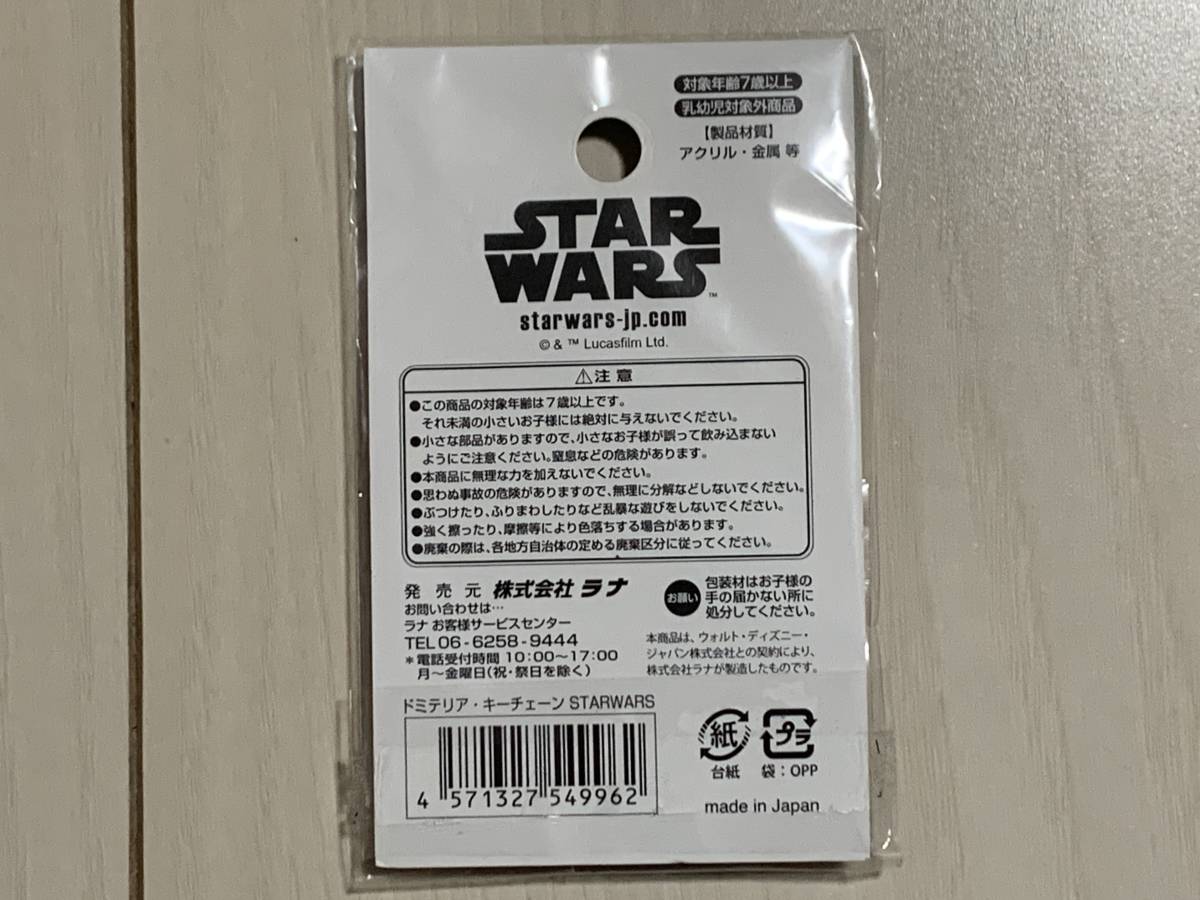 対象年齢7歳以上
乳幼児対象外商品
【製品材質】
アクリル・金属 等
STAR
WARS™
starwars-jp.com
© & ™ Lucasfilm Ltd.
⚠注 意
●この商品の対象年齢は7歳以上です。
それ未満の小さいお子様には絶対に与えないでください。
●小さな部品がありますので、小さなお子様が誤って飲み込まない
ようにご注意ください。窒息などの危険があります。
●本商品に無理な力を加えないでください。
●思わぬ事故の危険がありますので、無理に分解などしないでください。
●ぶつけたり、ふりまわしたりなど乱暴な遊びをしないでください。
●強く擦ったり、摩擦等により色落ちする場合があります。
●廃棄の際は、各地方自治体の定める廃棄区分に従ってください。
発 売 元 株式会社 ラナ
お問い合わせは…
ラナ お客様サービスセンター
TEL 06-6258-9444
*電話受付時間 10:00〜17:00
月〜金曜日(祝・祭日を除く)
お願い
包装材はお子様の
手の届かない所に
処分してください。
本商品は、ウォルト・ディズニー・
ジャパン株式会社との契約により、
株式会社ラナが製造したものです。
ドミテリア・キーチェーン STARWARS
4 571327 549962
紙
台紙
プラ
袋:OPP
made in Japan